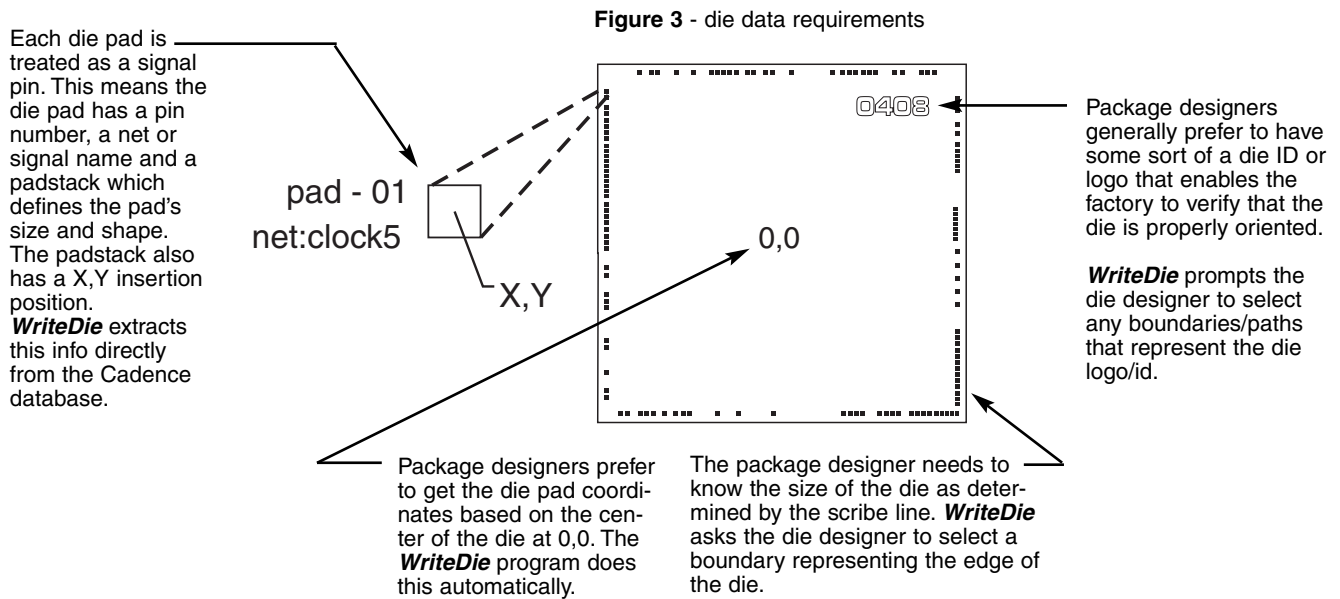 Figure 3 - die data requirements
Each die pad is
treated as a signal
pin. This means the
die pad has a pin
number, a net or
signal name and a
padstack which
defines the pad's
size and shape.
The padstack also
has a X,Y insertion
position.
WriteDie extracts
this info directly
from the Cadence
database.
pad - 01
net:clock5
X,Y
0408
0,0
Package designers
generally prefer to have
some sort of a die ID or
logo that enables the
factory to verify that the
die is properly oriented.
WriteDie prompts the
die designer to select
any boundaries/paths
that represent the die
logo/id.
Package designers prefer
to get the die pad coordi-
nates based on the cen-
ter of the die at 0,0. The
WriteDie program does
this automatically.
The package designer needs to
know the size of the die as deter-
mined by the scribe line. WriteDie
asks the die designer to select a
boundary representing the edge of
the die.